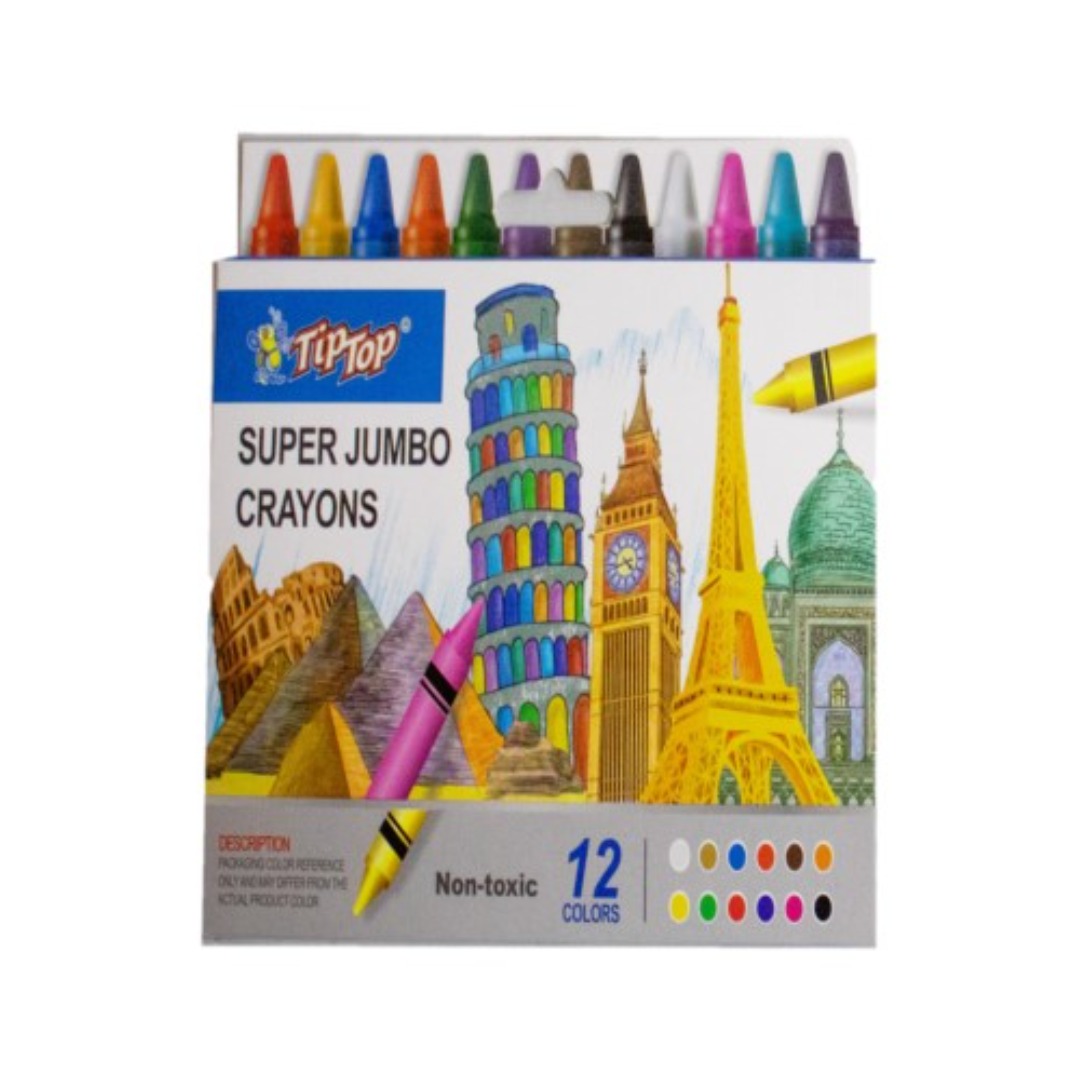 TipTop®
SUPER JUMBO
CRAYONS
DESCRIPTION
PACKAGING COLOR REFERENCE
ONLY AND MAY DIFFER FROM THE
ACTUAL PRODUCT COLOR
Non-toxic
12
COLORS